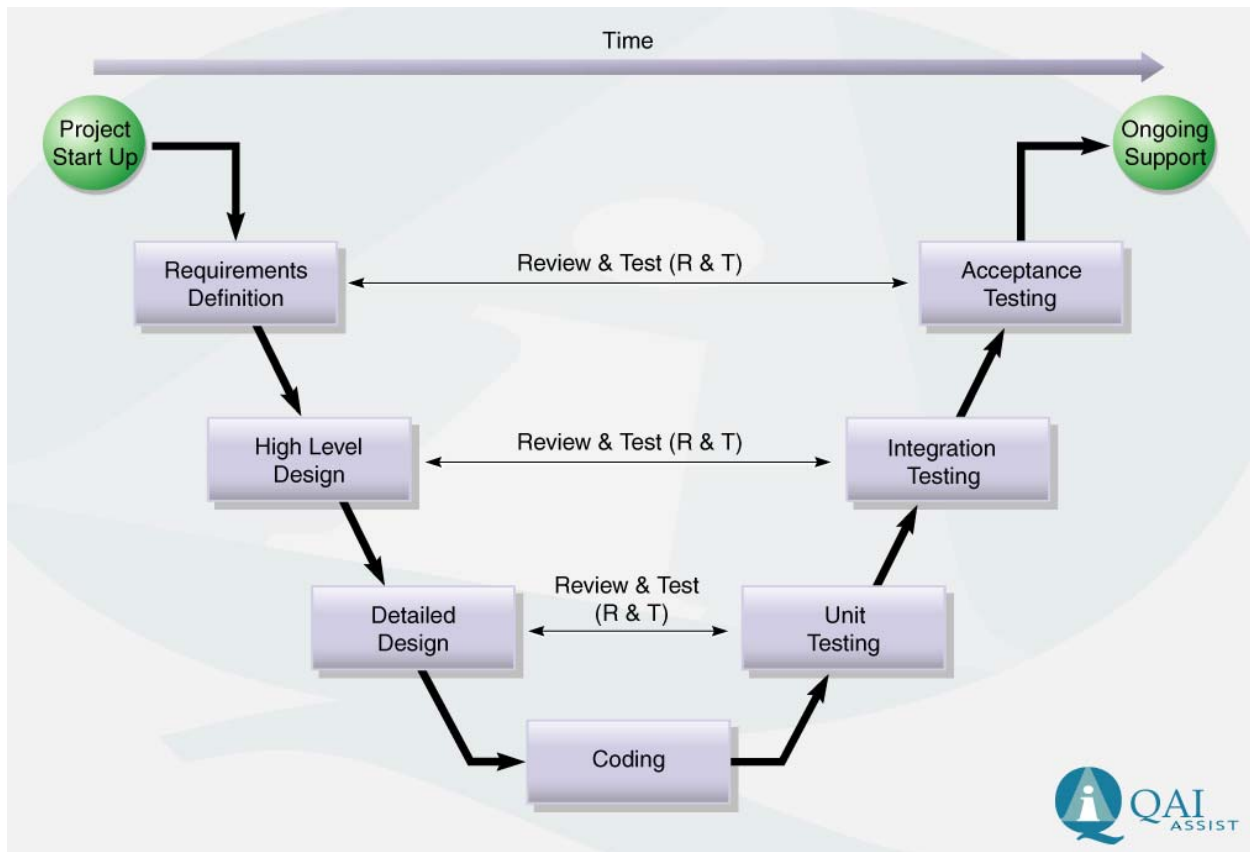 Time
Project
Start Up
Ongoing
Support
Requirements
Definition
Review & Test (R & T)
Acceptance
Testing
High Level
Design
Review & Test (R & T)
Integration
Testing
Detailed
Design
Review & Test
(R & T)
Unit
Testing
Coding
QAI
ASSIST